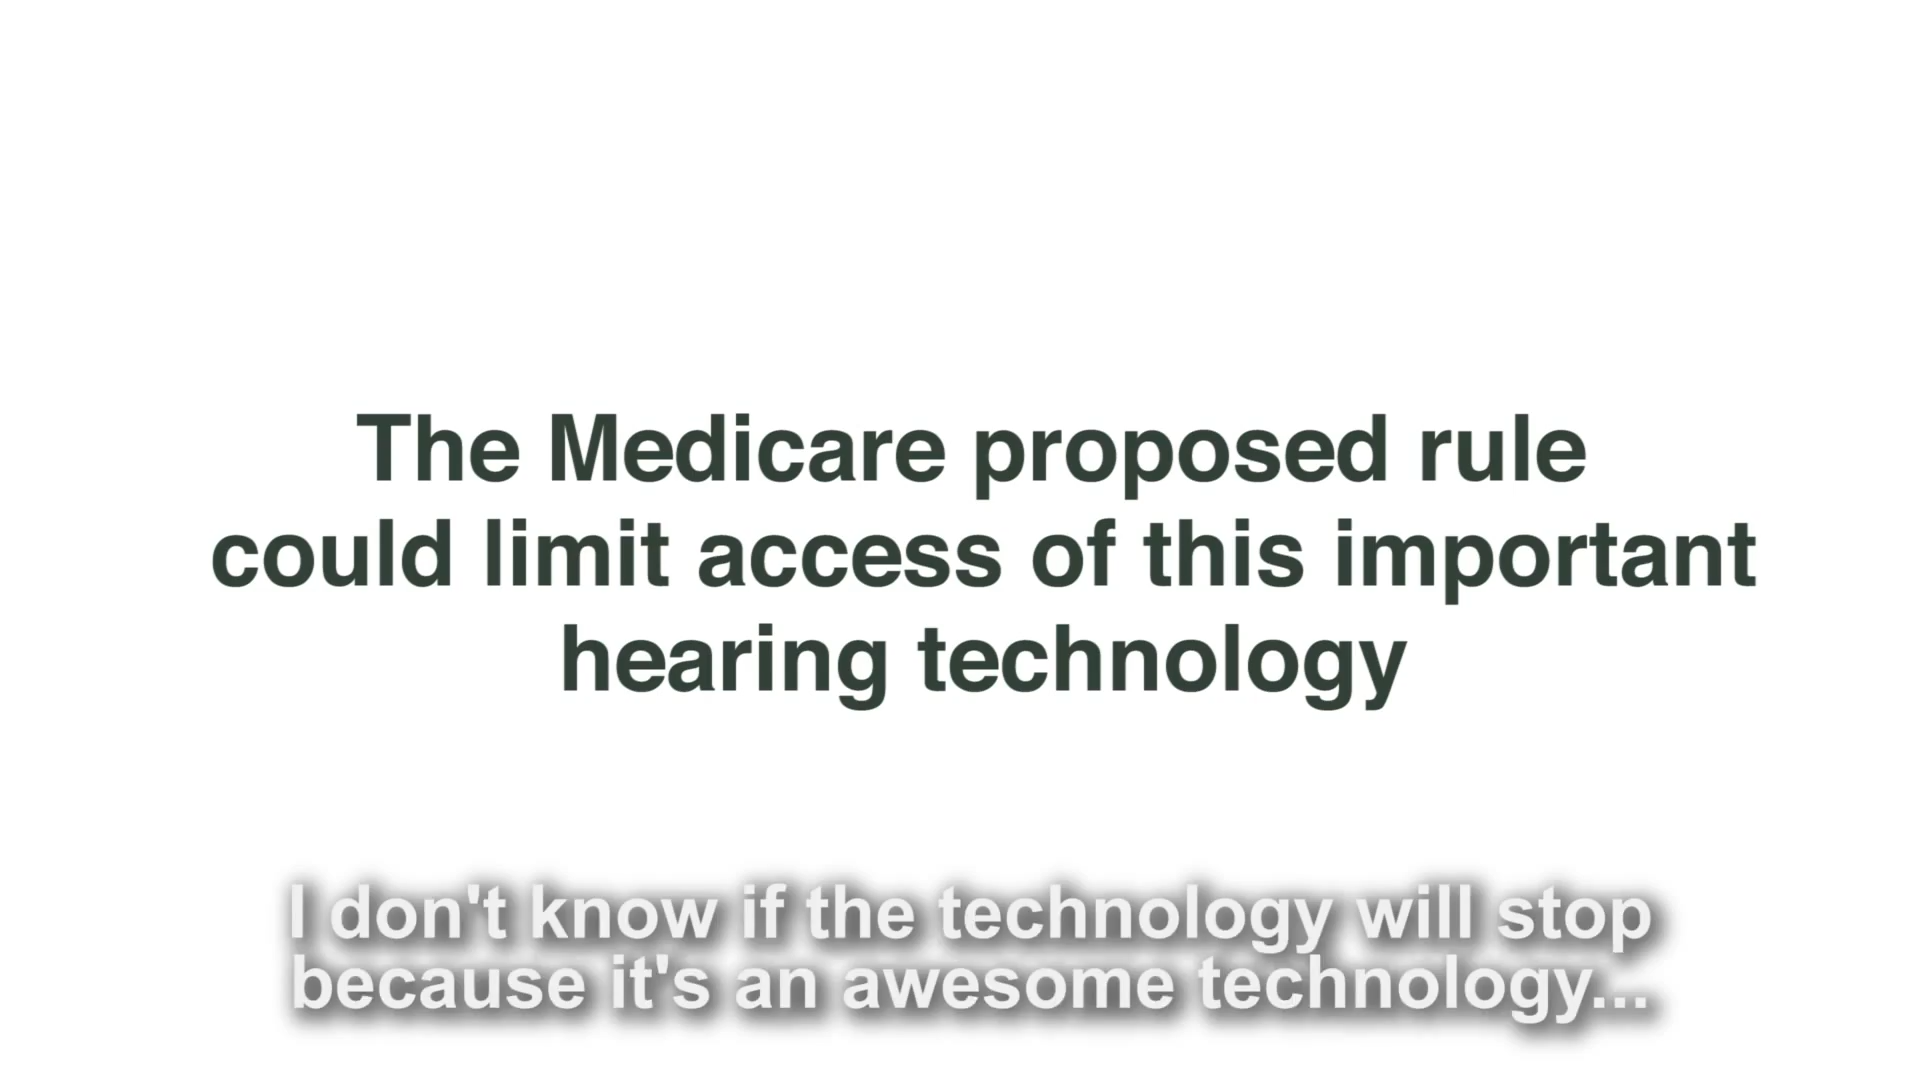 The Medicare proposed rule
could limit access of this important
hearing technology
I don't know if the technology will stop
because it's an awesome technology...